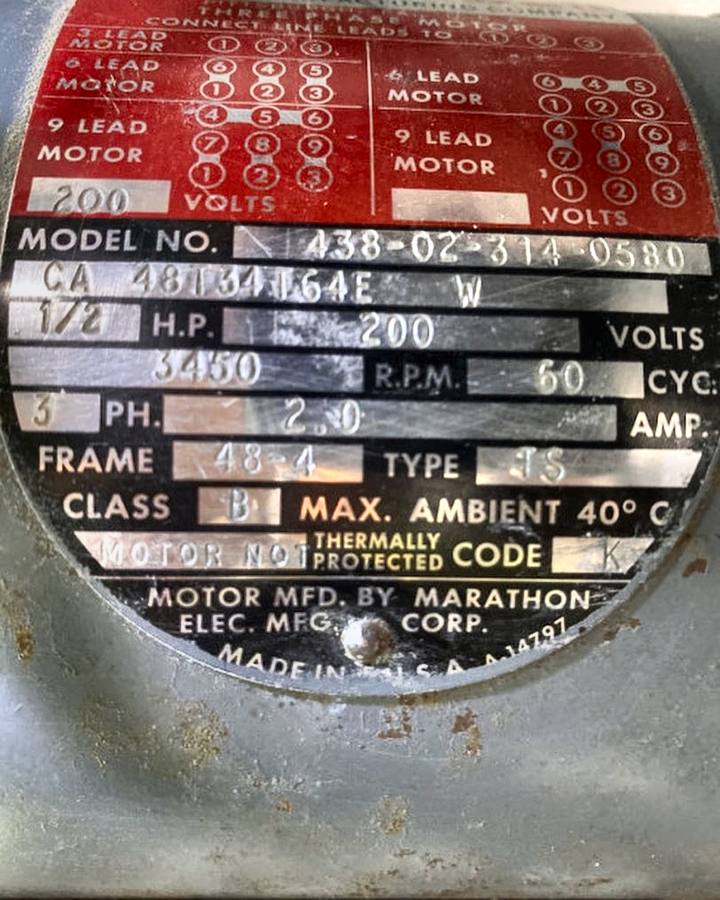 FACTURING COMPANY
THREE PHASE MOTOR
CONNECT LINE LEADS TO 1 2 3
3 LEAD MOTOR 1 2 3
6 LEAD MOTOR 6 4 5
1 2 3
6 LEAD MOTOR 6 4 5
1 2 3
9 LEAD MOTOR 4 5 6
7 8 9
1 2 3
9 LEAD MOTOR 4 5 6
7 8 9
1 2 3
200 VOLTS
VOLTS
MODEL NO. 438-02-314-0580
CA 48T34T64E W
1/2 H.P. 200 VOLTS
3450 R.P.M. 60 CYC.
3 PH. 2.0 AMP.
FRAME 48-4 TYPE TS
CLASS B MAX. AMBIENT 40° C
MOTOR NOT THERMALLY PROTECTED CODE K
MOTOR MFD. BY MARATHON
ELEC. MFG. CORP.
MADE IN U.S.A. A-14797